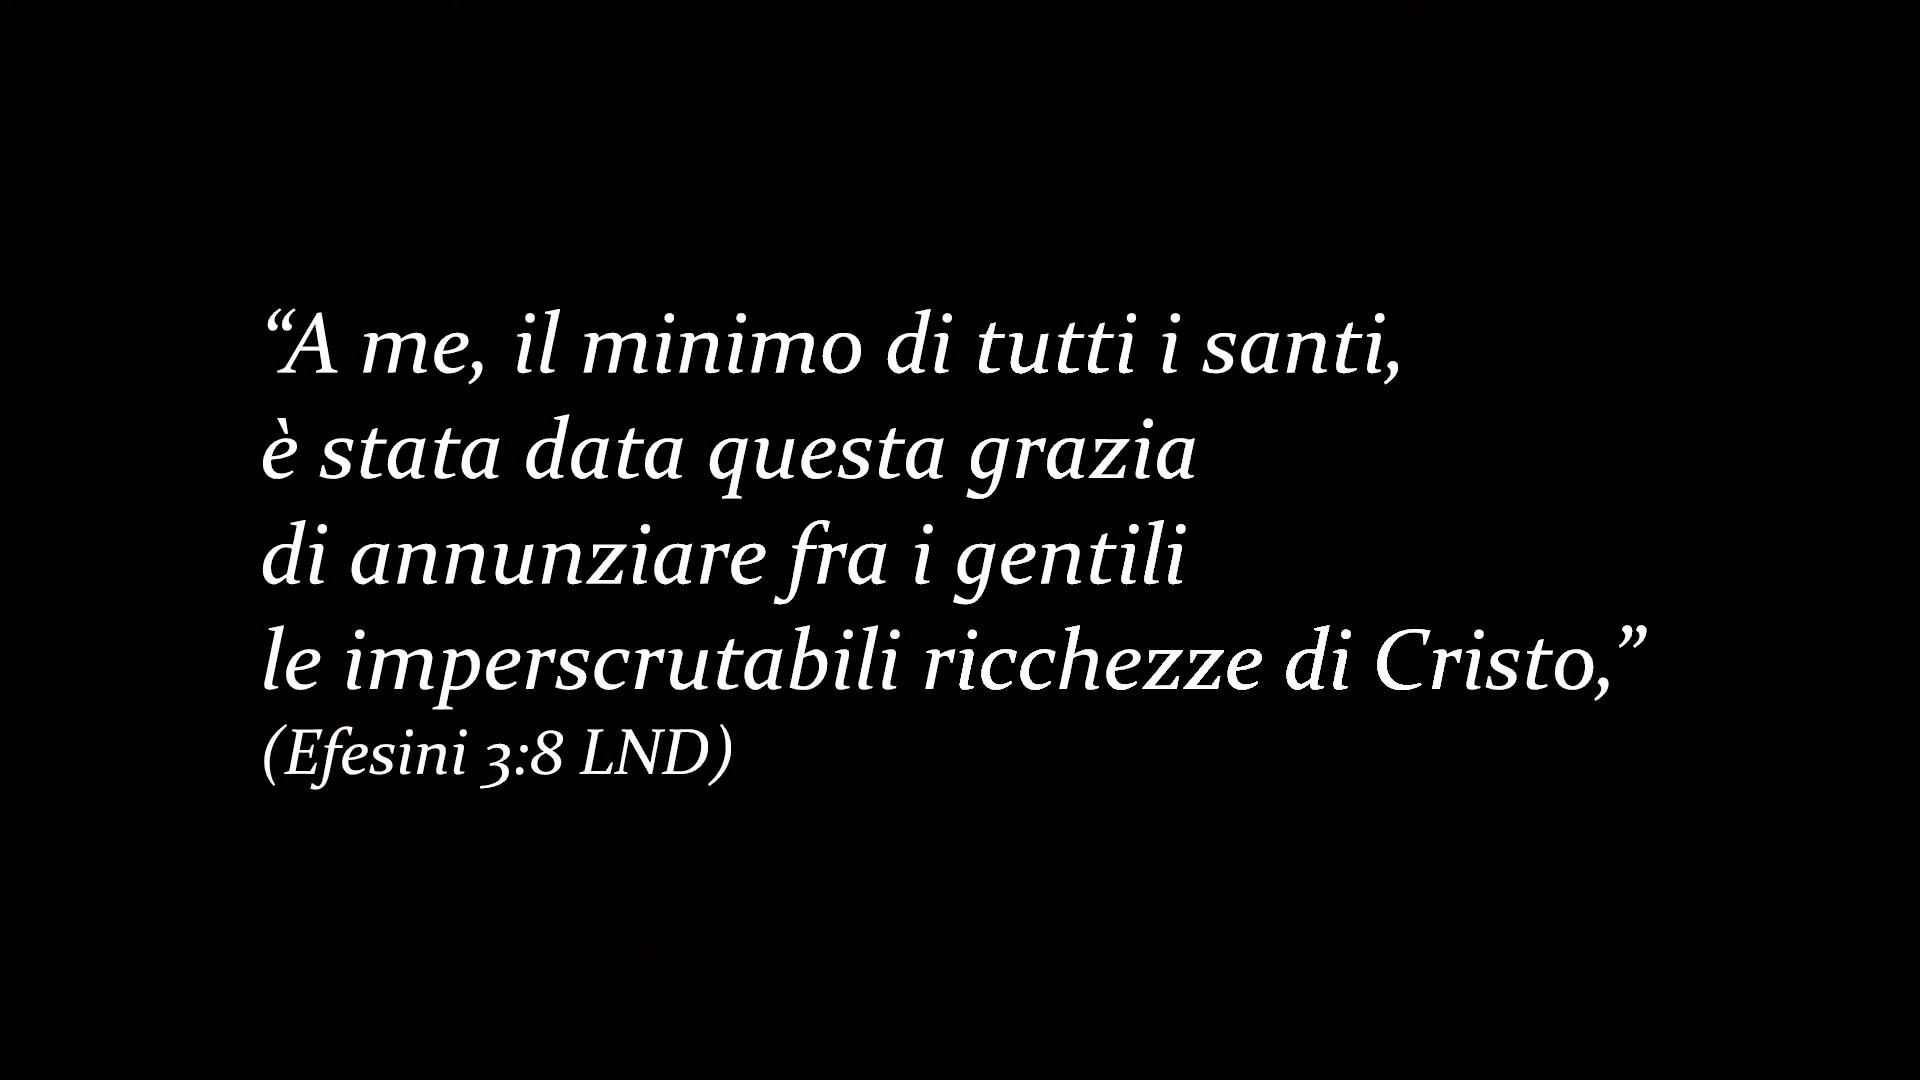 “A me, il minimo di tutti i santi,
è stata data questa grazia
di annunziare fra i gentili
le imperscrutabili ricchezze di Cristo,”
(Efesini 3:8 LND)